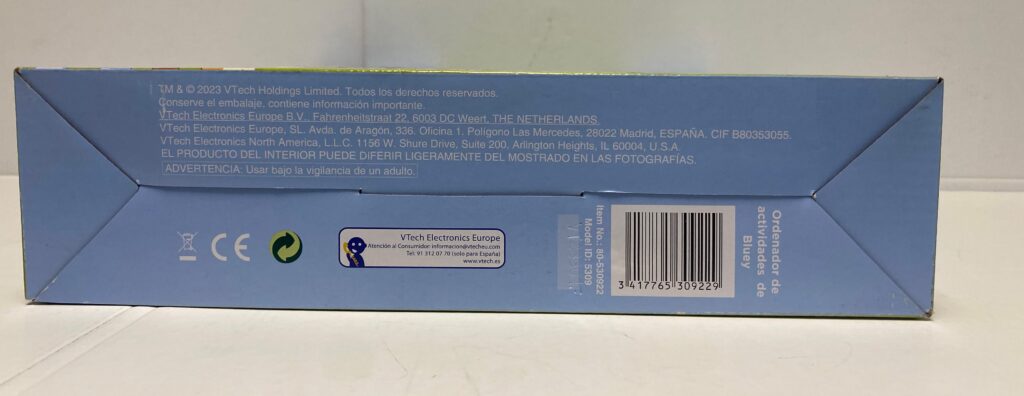 TM & © 2023 VTech Holdings Limited. Todos los derechos reservados.
Conserve el embalaje, contiene información importante.
VTech Electronics Europe B.V., Fahrenheitstraat 22, 6003 DC Weert, THE NETHERLANDS.
VTech Electronics Europe, SL. Avda. de Aragón, 336. Oficina 1. Polígono Las Mercedes, 28022 Madrid, ESPAÑA. CIF B80353055.
VTech Electronics North America, L.L.C. 1156 W. Shure Drive, Suite 200, Arlington Heights, IL 60004, U.S.A.
EL PRODUCTO DEL INTERIOR PUEDE DIFERIR LIGERAMENTE DEL MOSTRADO EN LAS FOTOGRAFÍAS.
ADVERTENCIA: Usar bajo la vigilancia de un adulto.
CE
VTech Electronics Europe
Atención al Consumidor: informacion@vtecheu.com
Tel: 91 312 07 70 (solo para España)
www.vtech.es
Item No.: 80-530922
Model ID: 5309
3 417765 309229
Ordenador de
actividades de
Bluey